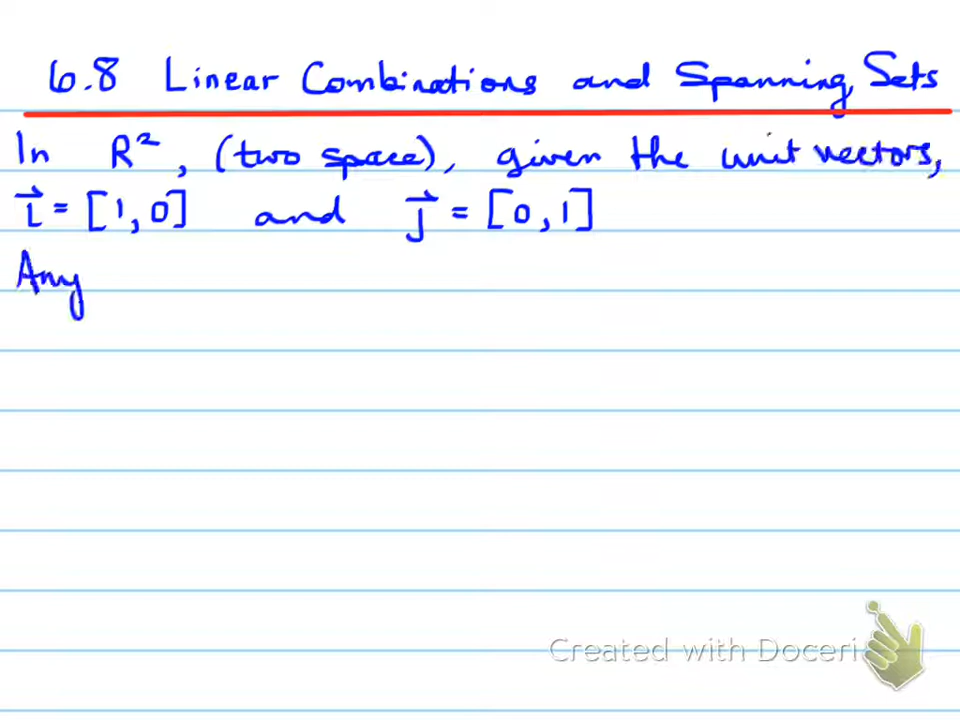 6.8 Linear Combinations and Spanning Sets
In R², (two space), given the unit vectors,
i⃗ = [1,0] and j⃗ = [0,1]
Any
Created with Doceri